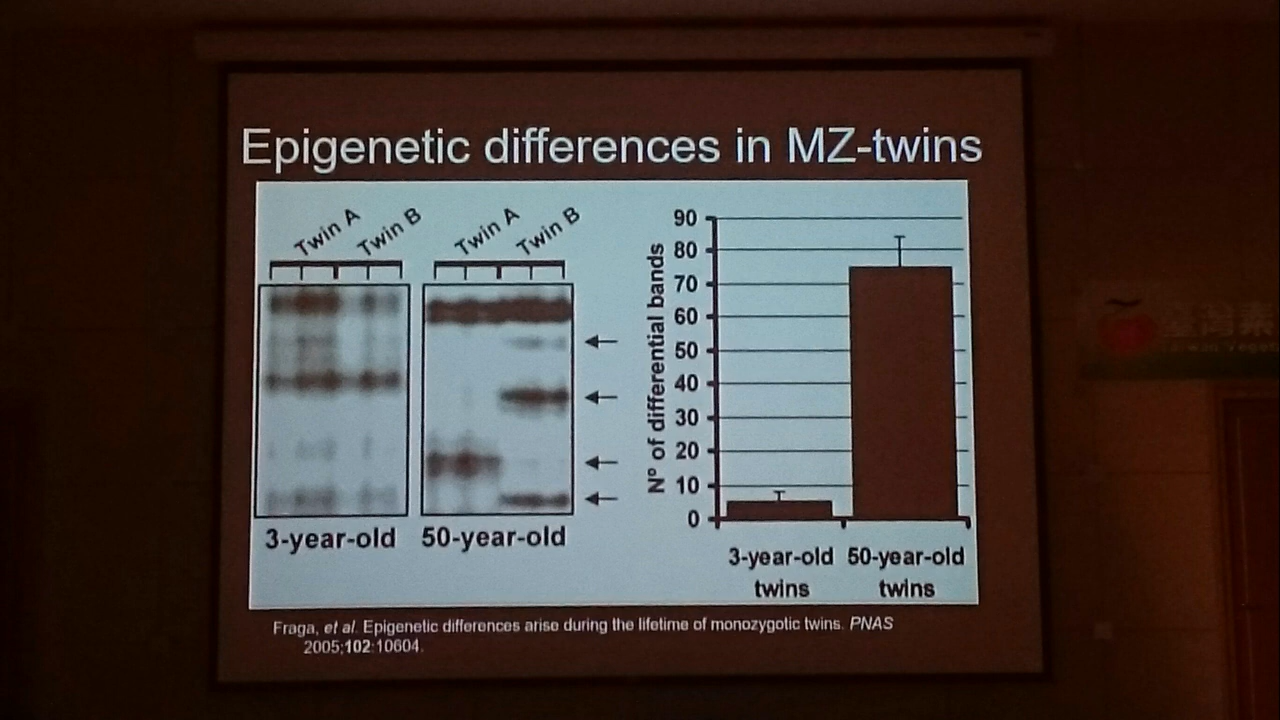 Epigenetic differences in MZ-twins
Twin A
Twin B
Twin A
Twin B
3-year-old
50-year-old
Nº of differential bands
90
80
70
60
50
40
30
20
10
0
3-year-old
twins
50-year-old
twins
Fraga, et al. Epigenetic differences arise during the lifetime of monozygotic twins. PNAS
2005;102:10604.